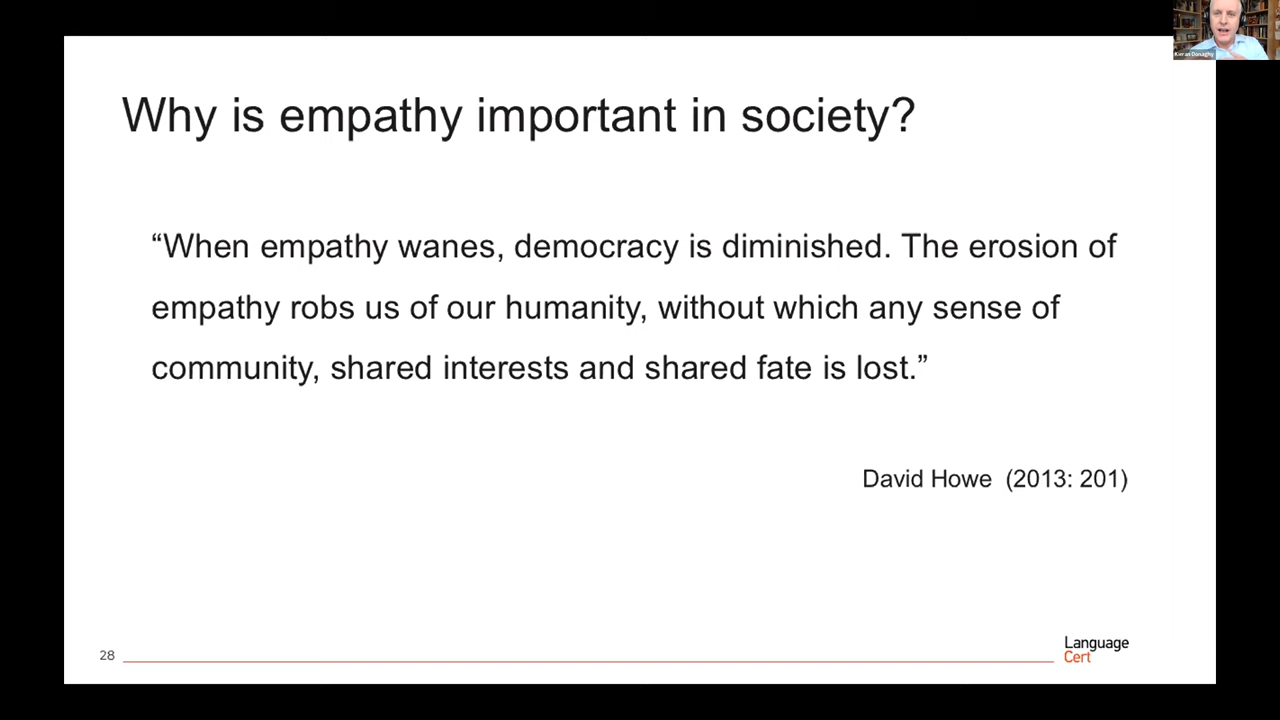 Kieran Donaghy
Why is empathy important in society?
“When empathy wanes, democracy is diminished. The erosion of
empathy robs us of our humanity, without which any sense of
community, shared interests and shared fate is lost.”
David Howe (2013: 201)
28
Language
Cert